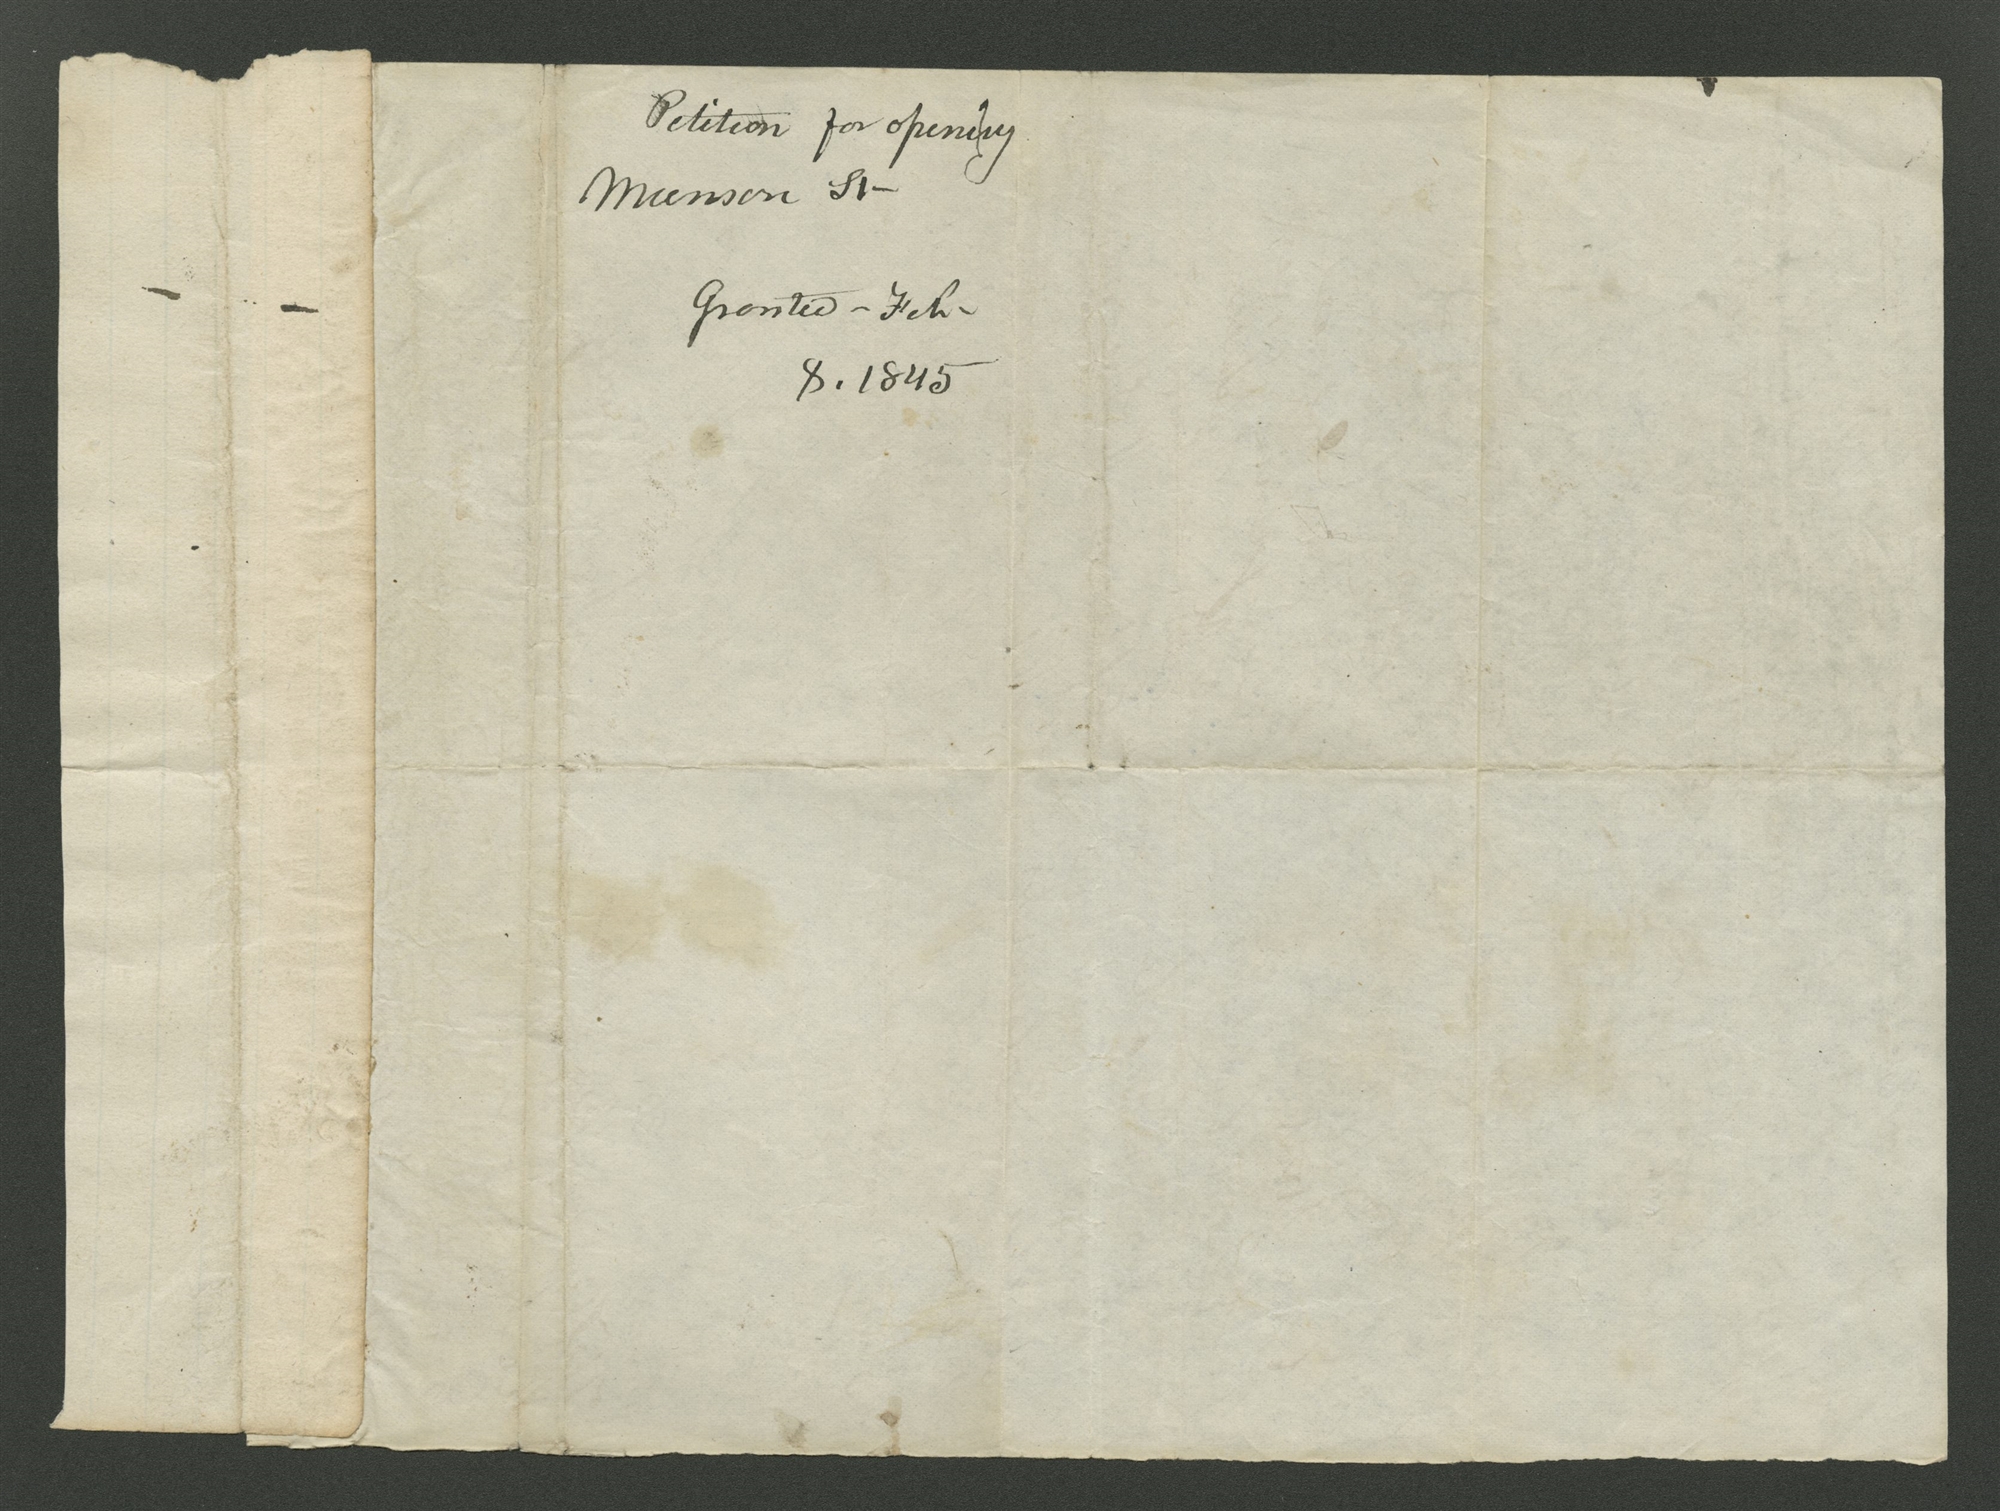 Petition for opening
Munson St-
Granted - Feb -
8. 1845